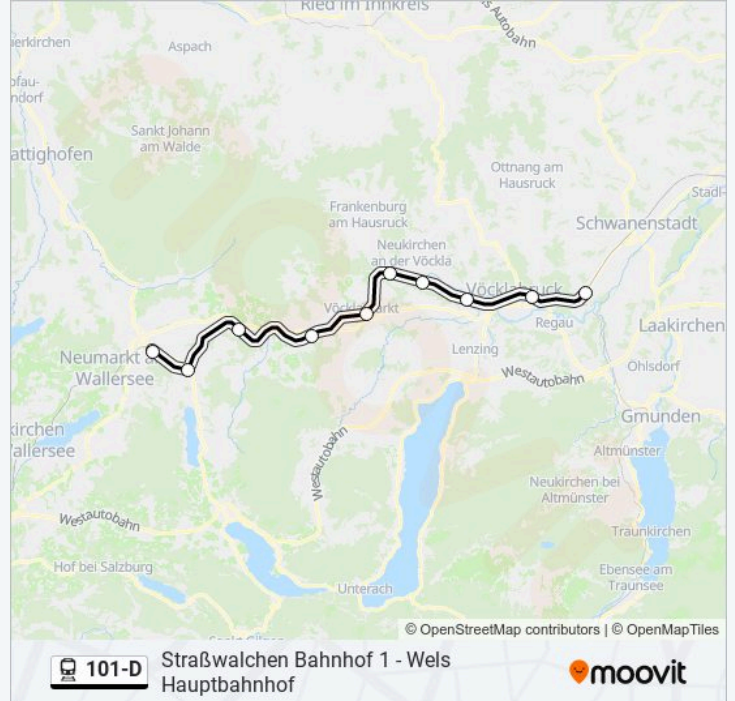 Ried im Innkreis
Autobahn
Aspach
Sankt Johann
am Walde
attighofen
Ottnang am
Hausruck
Frankenburg
am Hausruck
Schwanenstadt
Stadl-
Neukirchen
an der Vöckla
Vöcklabruck
Regau
Laakirchen
Neumarkt a
Wallersee
Lenzing
Ohlsdorf
Westautobahn
Gmunden
kirchen
Vallersee
Westautobahn
Altmünster
Neukirchen bei
Altmünster
Westautobahn
Traunkirchen
Hof bei Salzburg
Ebensee am
Traunsee
Unterach
© OpenStreetMap contributors | © OpenMapTiles
101-D
Straßwalchen Bahnhof 1 - Wels
Hauptbahnhof
moovit